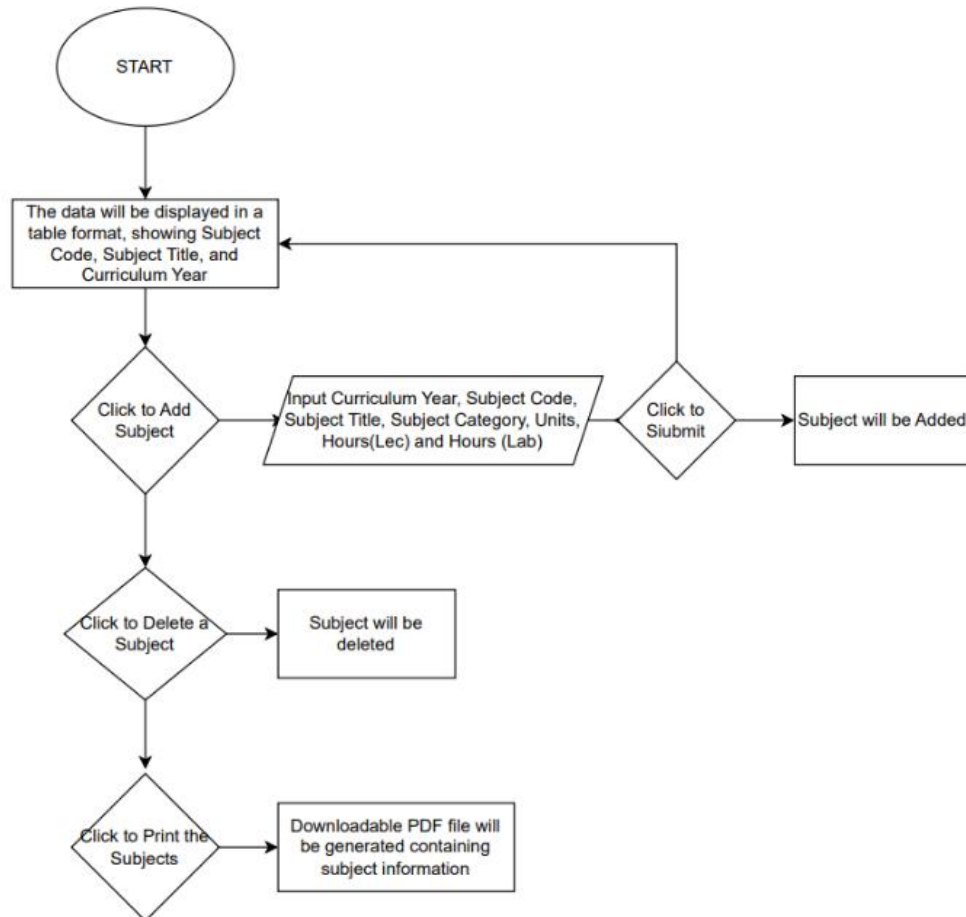 START
The data will be displayed in a
table format, showing Subject
Code, Subject Title, and
Curriculum Year
Click to Add
Subject
Input Curriculum Year, Subject Code,
Subject Title, Subject Category, Units,
Hours(Lec) and Hours (Lab)
Click to
Siubmit
Subject will be Added
Click to Delete a
Subject
Subject will be
deleted
Click to Print the
Subjects
Downloadable PDF file will
be generated containing
subject information